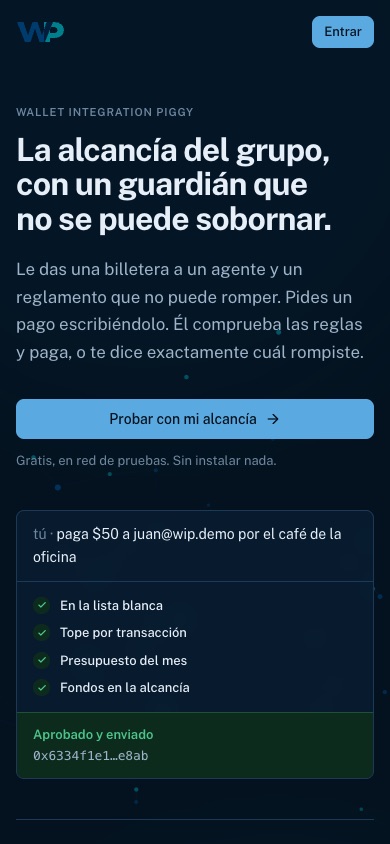 WP
Entrar
WALLET INTEGRATION PIGGY
La alcancía del grupo,
con un guardián que
no se puede sobornar.
Le das una billetera a un agente y un
reglamento que no puede romper. Pides un
pago escribiéndolo. Él comprueba las reglas
y paga, o te dice exactamente cuál rompiste.
Probar con mi alcancía →
Gratis, en red de pruebas. Sin instalar nada.
tú · paga $50 a juan@wip.demo por el café de la
oficina
En la lista blanca
Tope por transacción
Presupuesto del mes
Fondos en la alcancía
Aprobado y enviado
0x6334f1e1…e8ab